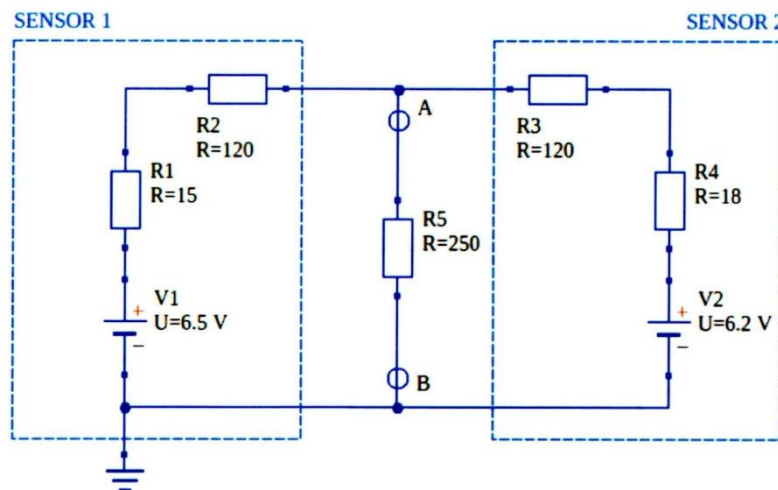 SENSOR 1
SENSOR 2
R2
R=120
A
R3
R=120
R1
R=15
R4
R=18
R5
R=250
V1
+
U=6.5 V
−
V2
+
U=6.2 V
−
B